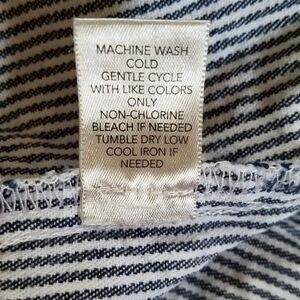 MACHINE WASH
COLD
GENTLE CYCLE
WITH LIKE COLORS
ONLY
NON-CHLORINE
BLEACH IF NEEDED
TUMBLE DRY LOW
COOL IRON IF
NEEDED